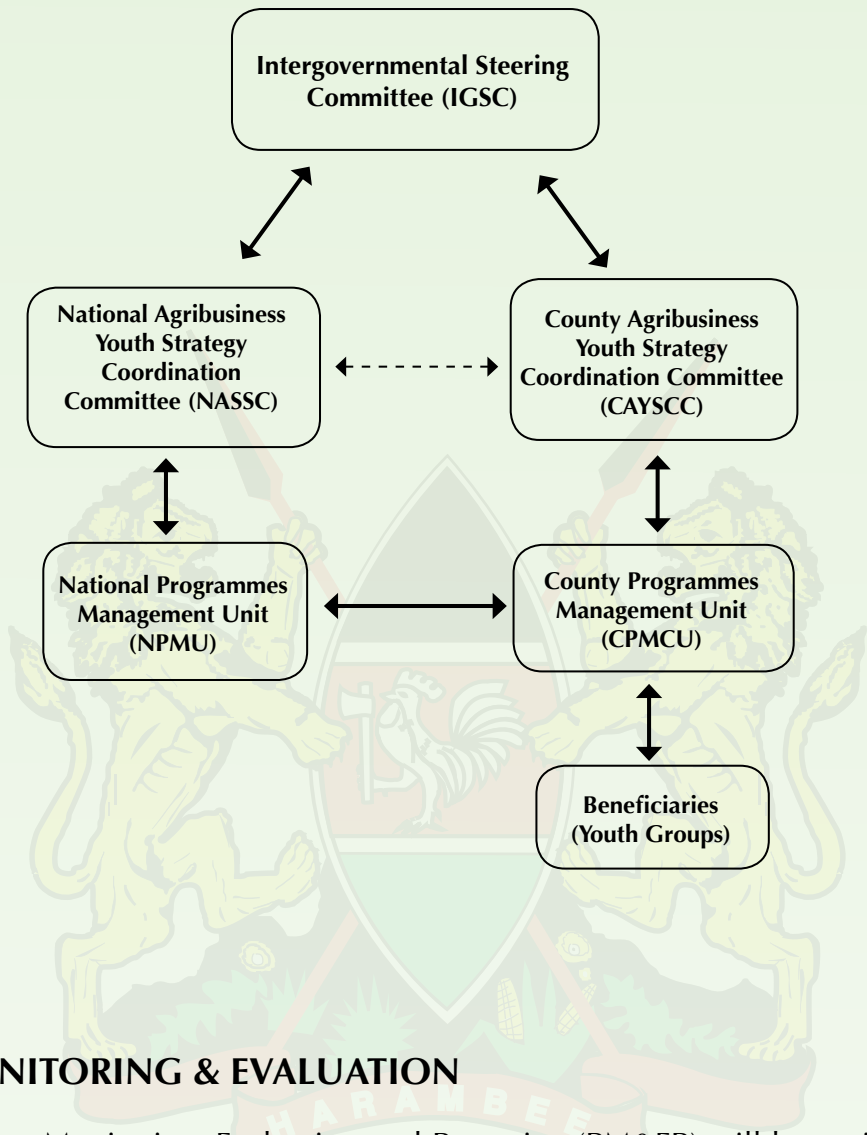 Intergovernmental Steering
Committee (IGSC)
National Agribusiness
Youth Strategy
Coordination
Committee (NASSC)
County Agribusiness
Youth Strategy
Coordination Committee
(CAYSCC)
National Programmes
Management Unit
(NPMU)
County Programmes
Management Unit
(CPMCU)
Beneficiaries
(Youth Groups)
NITORING & EVALUATION
HARAMBEE